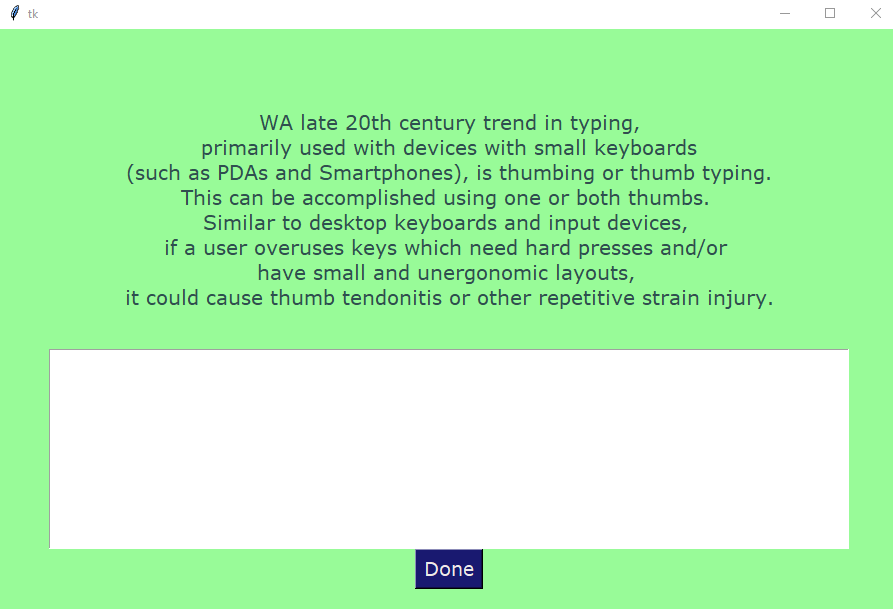 tk
WA late 20th century trend in typing,
primarily used with devices with small keyboards
(such as PDAs and Smartphones), is thumbing or thumb typing.
This can be accomplished using one or both thumbs.
Similar to desktop keyboards and input devices,
if a user overuses keys which need hard presses and/or
have small and unergonomic layouts,
it could cause thumb tendonitis or other repetitive strain injury.
Done